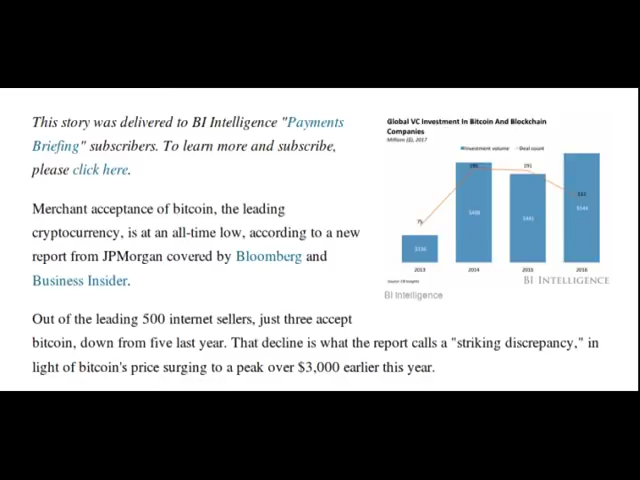 This story was delivered to BI Intelligence "Payments
Briefing" subscribers. To learn more and subscribe,
please click here.
Merchant acceptance of bitcoin, the leading
cryptocurrency, is at an all-time low, according to a new
report from JPMorgan covered by Bloomberg and
Business Insider.
Out of the leading 500 internet sellers, just three accept
bitcoin, down from five last year. That decline is what the report calls a "striking discrepancy," in
light of bitcoin's price surging to a peak over $3,000 earlier this year.
Global VC Investment In Bitcoin And Blockchain
Companies
Millions ($), 2017
Investment volume Deal count
75
191
2013 2014 2015 2016
BI INTELLIGENCE
BI Intelligence